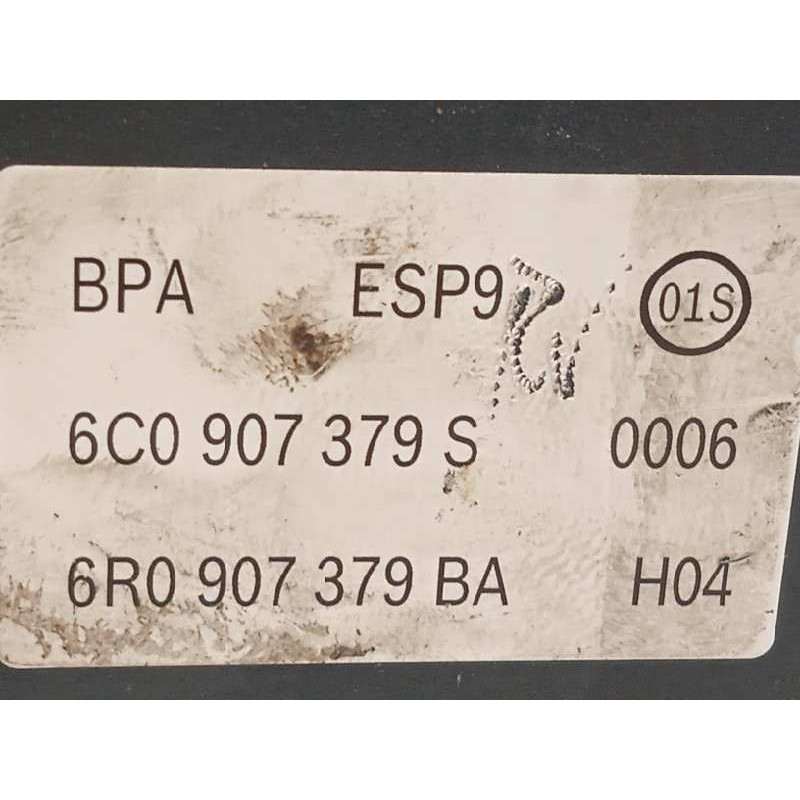 BPA ESP9 01S
6C0 907 379 S 0006
6R0 907 379 BA H04